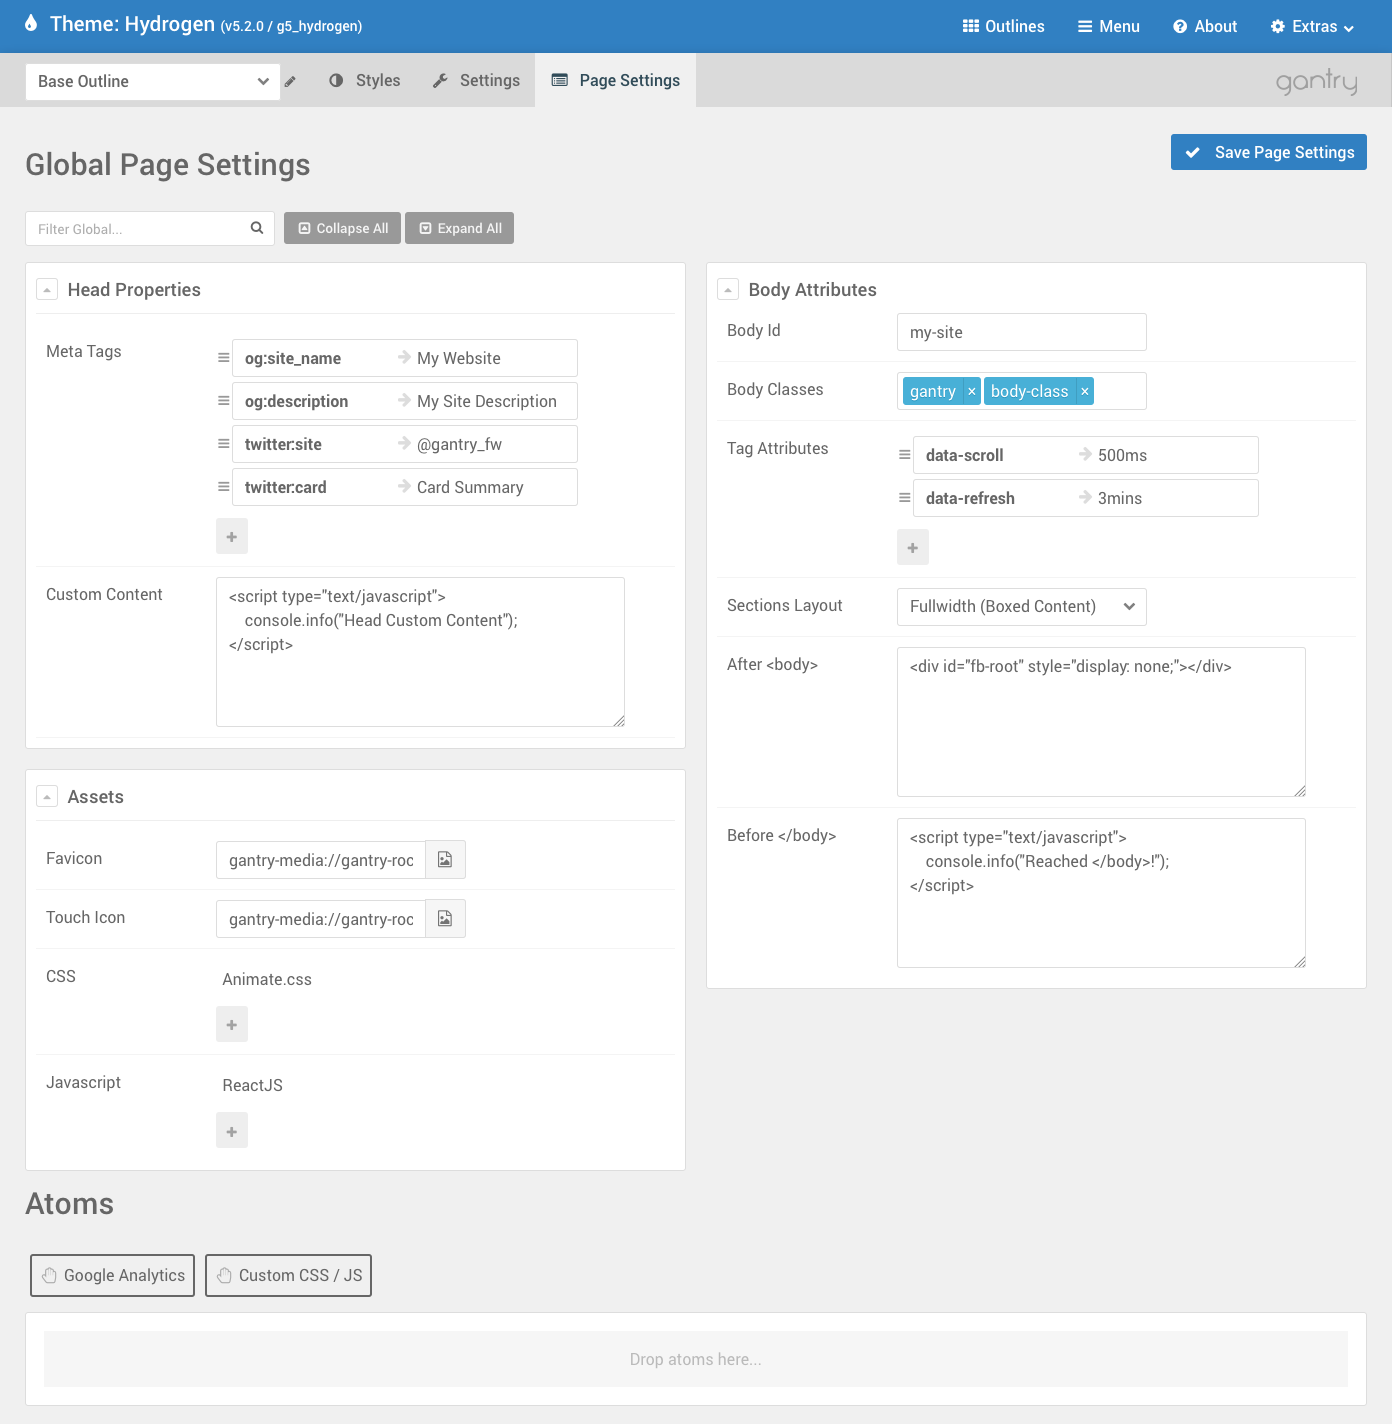 Theme: Hydrogen (v5.2.0 / g5_hydrogen)
Outlines
Menu
About
Extras
Base Outline
Styles
Settings
Page Settings
gantry
Global Page Settings
Save Page Settings
Filter Global...
Collapse All
Expand All
Head Properties
Meta Tags
og:site_name
My Website
og:description
My Site Description
twitter:site
@gantry_fw
twitter:card
Card Summary
Custom Content
<script type="text/javascript">
console.info("Head Custom Content");
</script>
Assets
Favicon
gantry-media://gantry-roc
Touch Icon
gantry-media://gantry-roc
CSS
Animate.css
Javascript
ReactJS
Body Attributes
Body Id
my-site
Body Classes
gantry ×
body-class ×
Tag Attributes
data-scroll
500ms
data-refresh
3mins
Sections Layout
Fullwidth (Boxed Content)
After <body>
<div id="fb-root" style="display: none;"></div>
Before </body>
<script type="text/javascript">
console.info("Reached </body>!");
</script>
Atoms
Google Analytics
Custom CSS / JS
Drop atoms here...